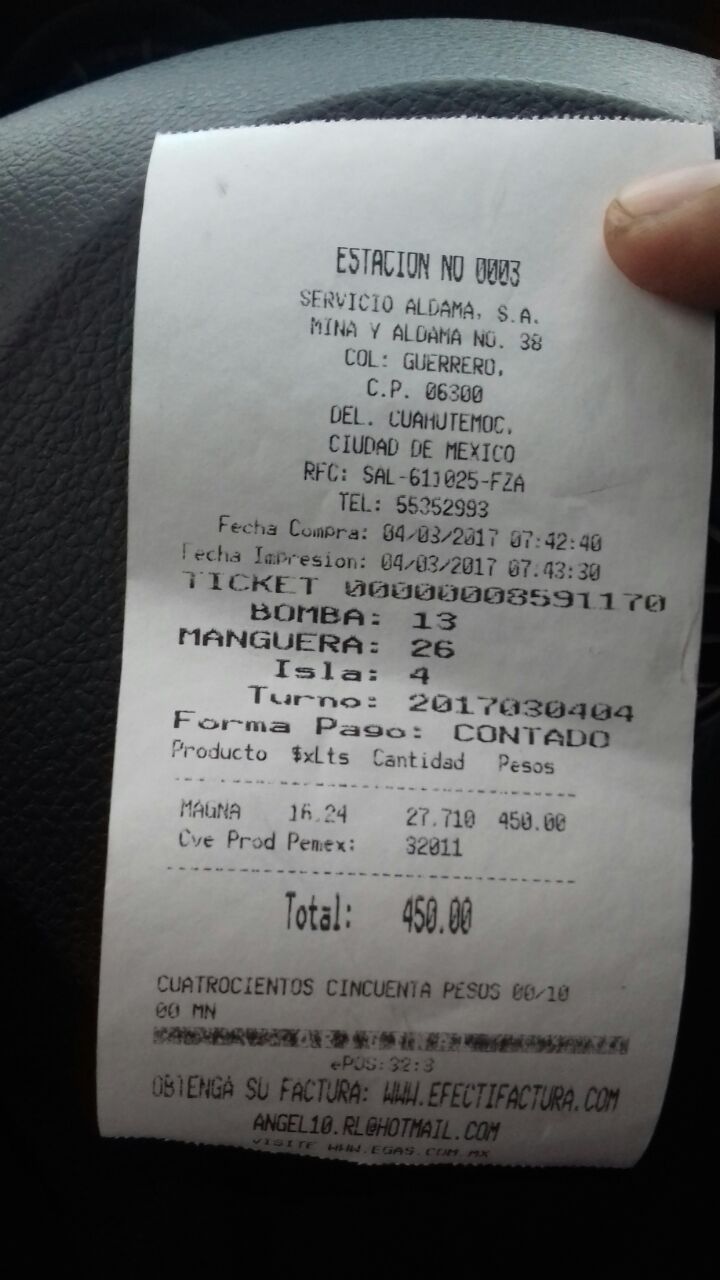 ESTACION NO 0003
SERVICIO ALDAMA, S.A.
MINA Y ALDAMA NO. 38
COL: GUERRERO,
C.P. 06300
DEL. CUAHUTEMOC,
CIUDAD DE MEXICO
RFC: SAL-611025-FZA
TEL: 55352993
Fecha Compra: 04/03/2017 07:42:40
Fecha Impresion: 04/03/2017 07:43:30
TICKET 00000008591170
BOMBA: 13
MANGUERA: 26
Isla: 4
Turno: 2017030404
Forma Pago: CONTADO
Producto $xLts Cantidad Pesos
MAGNA 16.24 27.710 450.00
Cve Prod Pemex: 32011
Total: 450.00
CUATROCIENTOS CINCUENTA PESOS 00/10
00 MN
ePOS:32:3
OBTENGA SU FACTURA: WWW.EFECTIFACTURA.COM
ANGEL10.RL@HOTMAIL.COM
VISITE WWW.EGAS.COM.MX